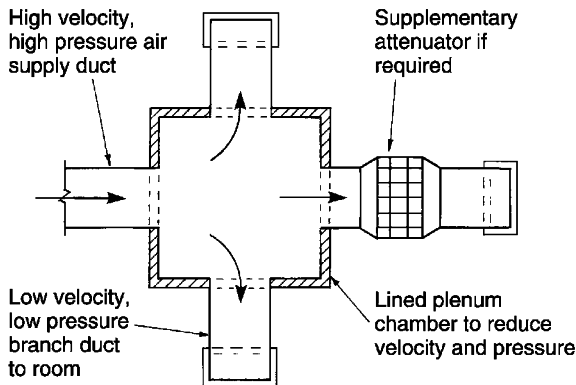 High velocity,
high pressure air
supply duct
Supplementary
attenuator if
required
Low velocity,
low pressure
branch duct
to room
Lined plenum
chamber to reduce
velocity and pressure